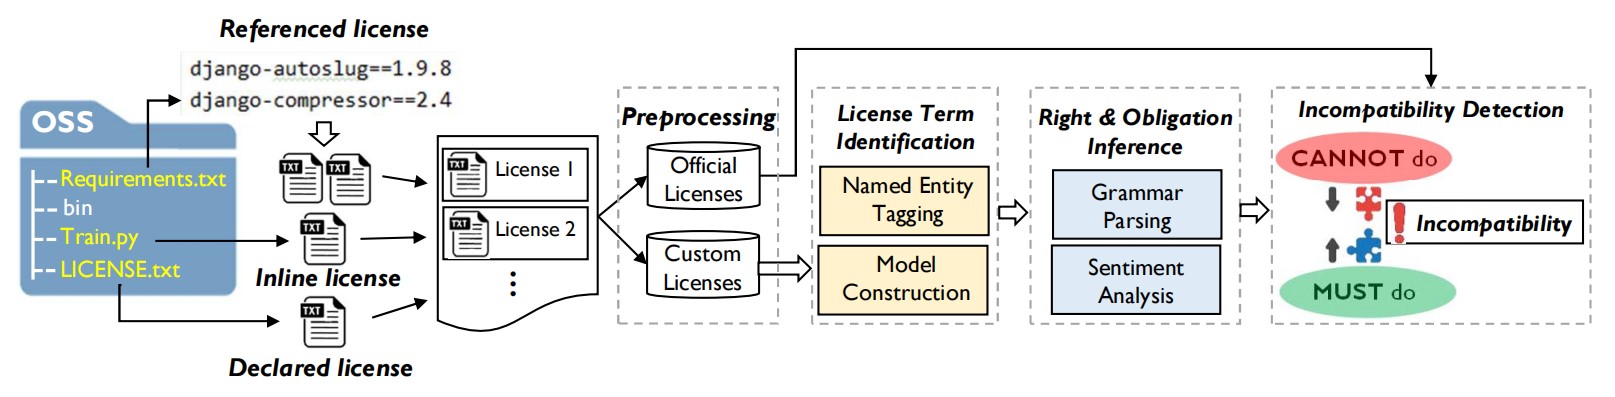 Referenced license
django-autoslug==1.9.8
django-compressor==2.4
OSS
Requirements.txt
bin
Train.py
LICENSE.txt
TXT
TXT
TXT
Inline license
TXT
Declared license
TXT
License 1
TXT
License 2
Preprocessing
Official
Licenses
Custom
Licenses
License Term
Identification
Named Entity
Tagging
Model
Construction
Right & Obligation
Inference
Grammar
Parsing
Sentiment
Analysis
Incompatibility Detection
CANNOT do
Incompatibility
MUST do